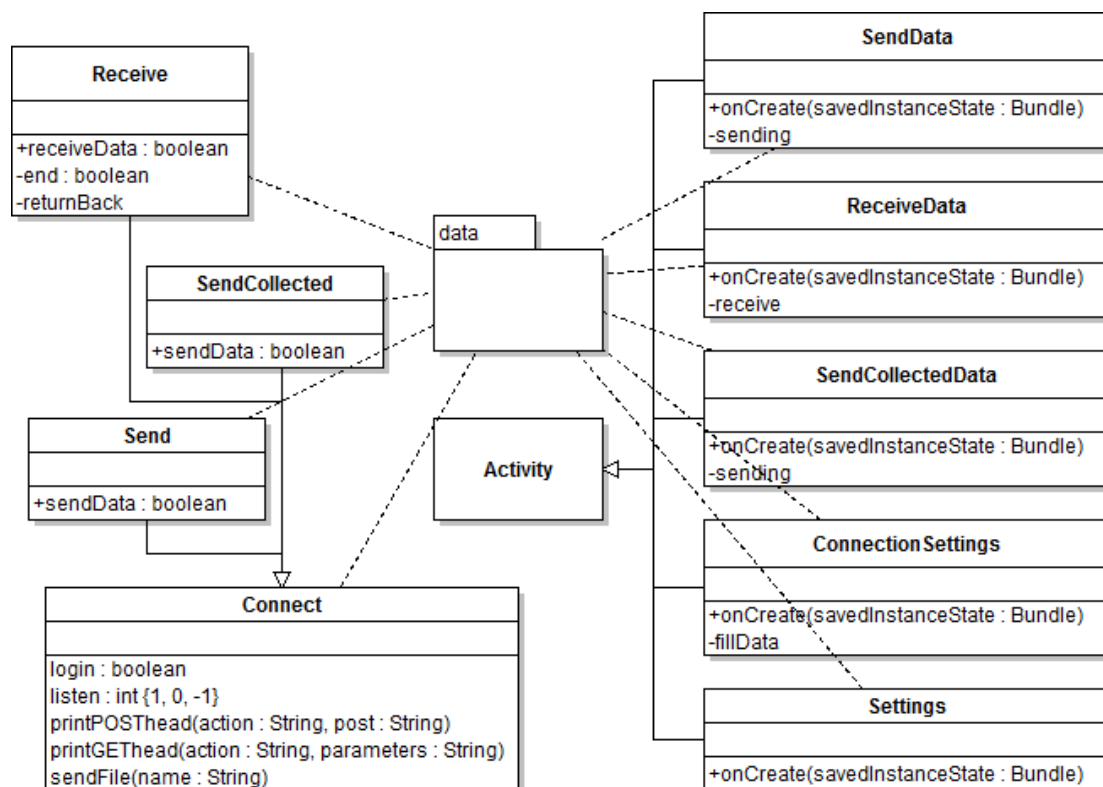 Receive
+receiveData : boolean
-end : boolean
-returnBack
SendCollected
+sendData : boolean
Send
+sendData : boolean
Connect
login : boolean
listen : int {1, 0, -1}
printPOSThead(action : String, post : String)
printGEThead(action : String, parameters : String)
sendFile(name : String)
data
Activity
SendData
+onCreate(savedInstanceState : Bundle)
-sending
ReceiveData
+onCreate(savedInstanceState : Bundle)
-receive
SendCollectedData
+onCreate(savedInstanceState : Bundle)
-sending
ConnectionSettings
+onCreate(savedInstanceState : Bundle)
-fillData
Settings
+onCreate(savedInstanceState : Bundle)